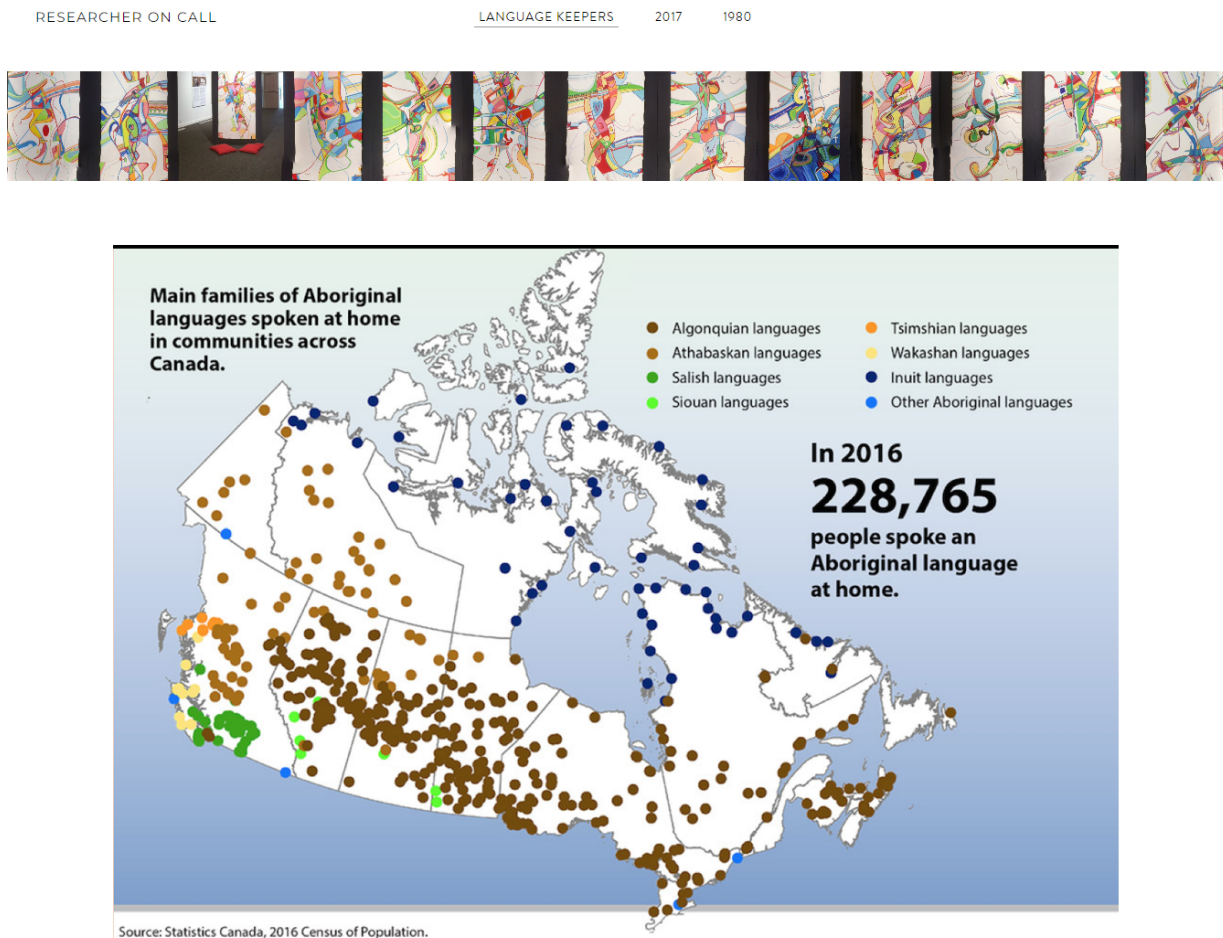 RESEARCHER ON CALL
LANGUAGE KEEPERS
2017
1980
Main families of Aboriginal
languages spoken at home
in communities across
Canada.
Algonquian languages
Athabaskan languages
Salish languages
Siouan languages
Tsimshian languages
Wakashan languages
Inuit languages
Other Aboriginal languages
In 2016
228,765
people spoke an
Aboriginal language
at home.
Source: Statistics Canada, 2016 Census of Population.